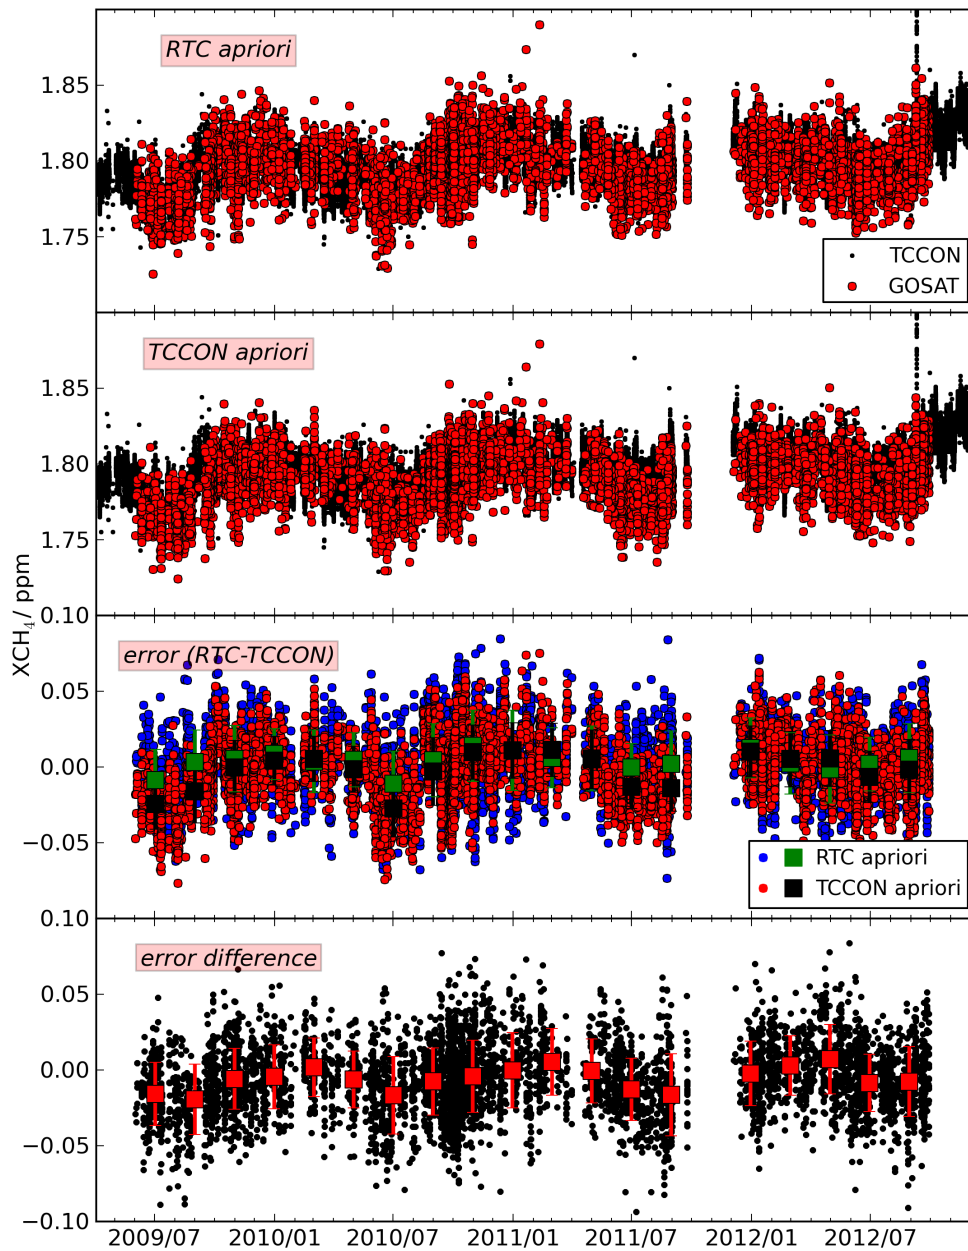 RTC apriori
1.85
1.80
1.75
TCCON
GOSAT
TCCON apriori
1.85
1.80
1.75
XCH4 / ppm
0.10
error (RTC-TCCON)
0.05
0.00
−0.05
RTC apriori
TCCON apriori
0.10
error difference
0.05
0.00
−0.05
−0.10
2009/07 2010/01 2010/07 2011/01 2011/07 2012/01 2012/07